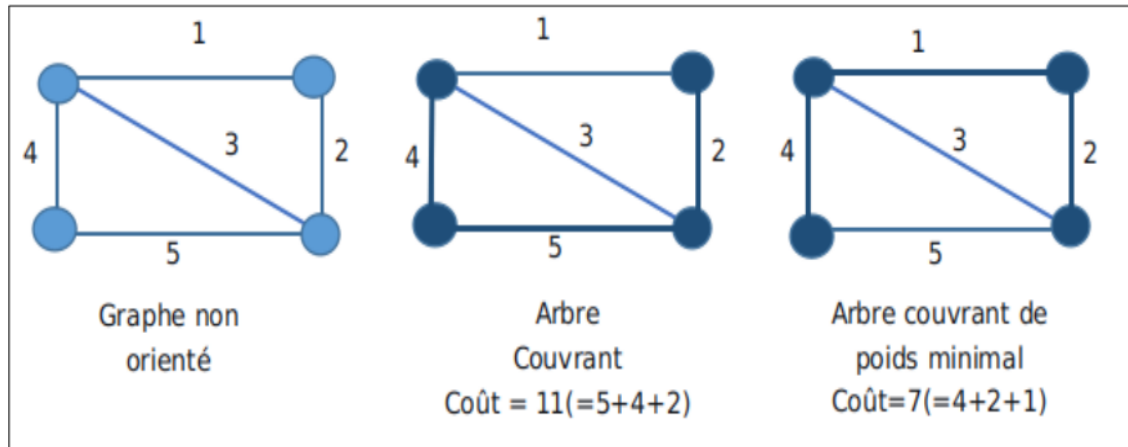 1
4
3
2
5
Graphe non
orienté
1
4
3
2
5
Arbre
Couvrant
Coût = 11(=5+4+2)
1
4
3
2
5
Arbre couvrant de
poids minimal
Coût=7(=4+2+1)